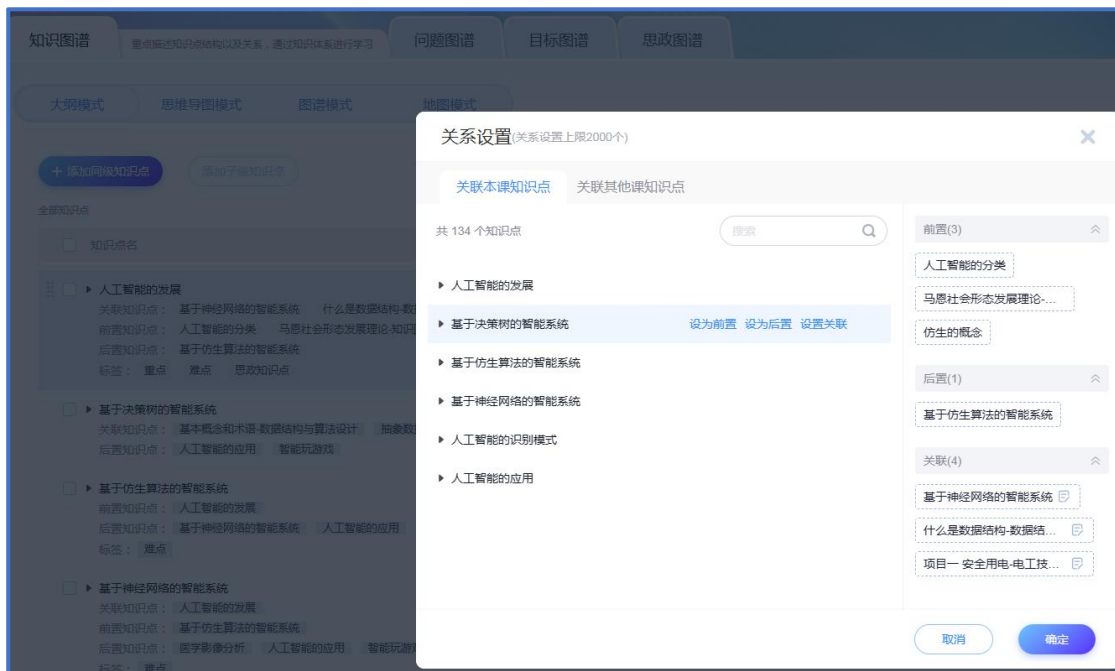 知识图谱
重点描述知识点结构以及关系，通过知识体系进行学习
问题图谱
目标图谱
思政图谱
大纲模式
思维导图模式
图谱模式
地图模式
+ 添加同级知识点
添加子级知识点
全部知识点
知识点名
人工智能的发展
关联知识点： 基于神经网络的智能系统 什么是数据结构-数据
前置知识点： 人工智能的分类 马恩社会形态发展理论-知识
后置知识点： 基于仿生算法的智能系统
标签： 重点 难点 思政知识点
基于决策树的智能系统
关联知识点： 基本概念和术语-数据结构与算法设计 抽象数据
后置知识点： 人工智能的应用 智能玩游戏
基于仿生算法的智能系统
前置知识点： 人工智能的发展
后置知识点： 基于神经网络的智能系统 人工智能的应用
标签： 难点
基于神经网络的智能系统
关联知识点： 人工智能的发展
前置知识点： 基于仿生算法的智能系统
后置知识点： 医学影像分析 人工智能的应用 智能玩游戏
标签： 难点
关系设置(关系设置上限2000个)
关联本课知识点
关联其他课知识点
共 134 个知识点
搜索
人工智能的发展
基于决策树的智能系统 设为前置 设为后置 设置关联
基于仿生算法的智能系统
基于神经网络的智能系统
人工智能的识别模式
人工智能的应用
前置(3)
人工智能的分类
马恩社会形态发展理论-...
仿生的概念
后置(1)
基于仿生算法的智能系统
关联(4)
基于神经网络的智能系统
什么是数据结构-数据结...
项目一 安全用电-电工技...
取消
确定